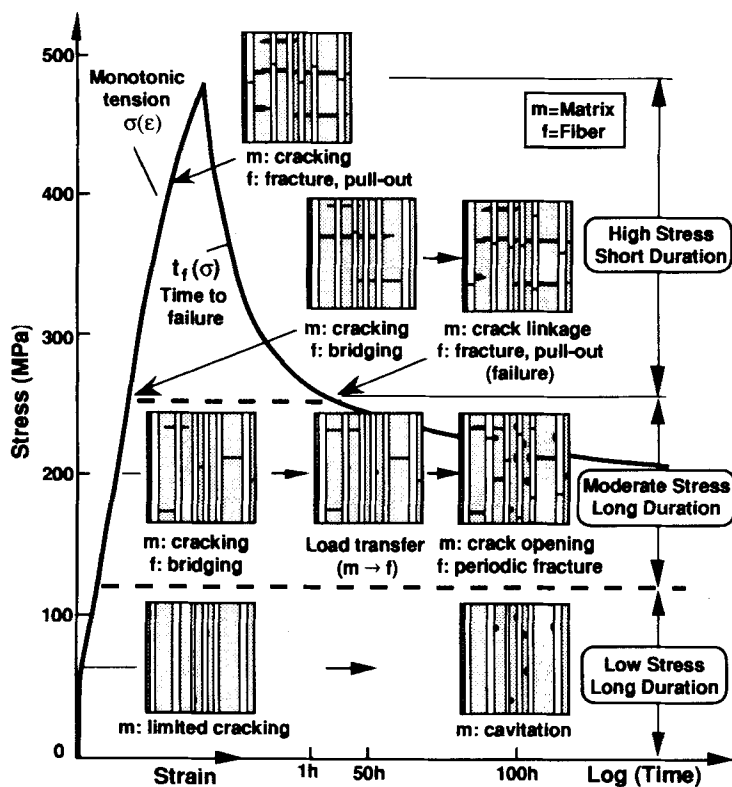 500
400
300
200
100
0
Stress (MPa)
Monotonic
tension
σ(ε)
m: cracking
f: fracture, pull-out
m=Matrix
f=Fiber
High Stress
Short Duration
t_f(σ)
Time to
failure
m: cracking
f: bridging
m: crack linkage
f: fracture, pull-out
(failure)
m: cracking
f: bridging
Load transfer
(m → f)
m: crack opening
f: periodic fracture
Moderate Stress
Long Duration
m: limited cracking
m: cavitation
Low Stress
Long Duration
Strain
1h
50h
100h
Log (Time)